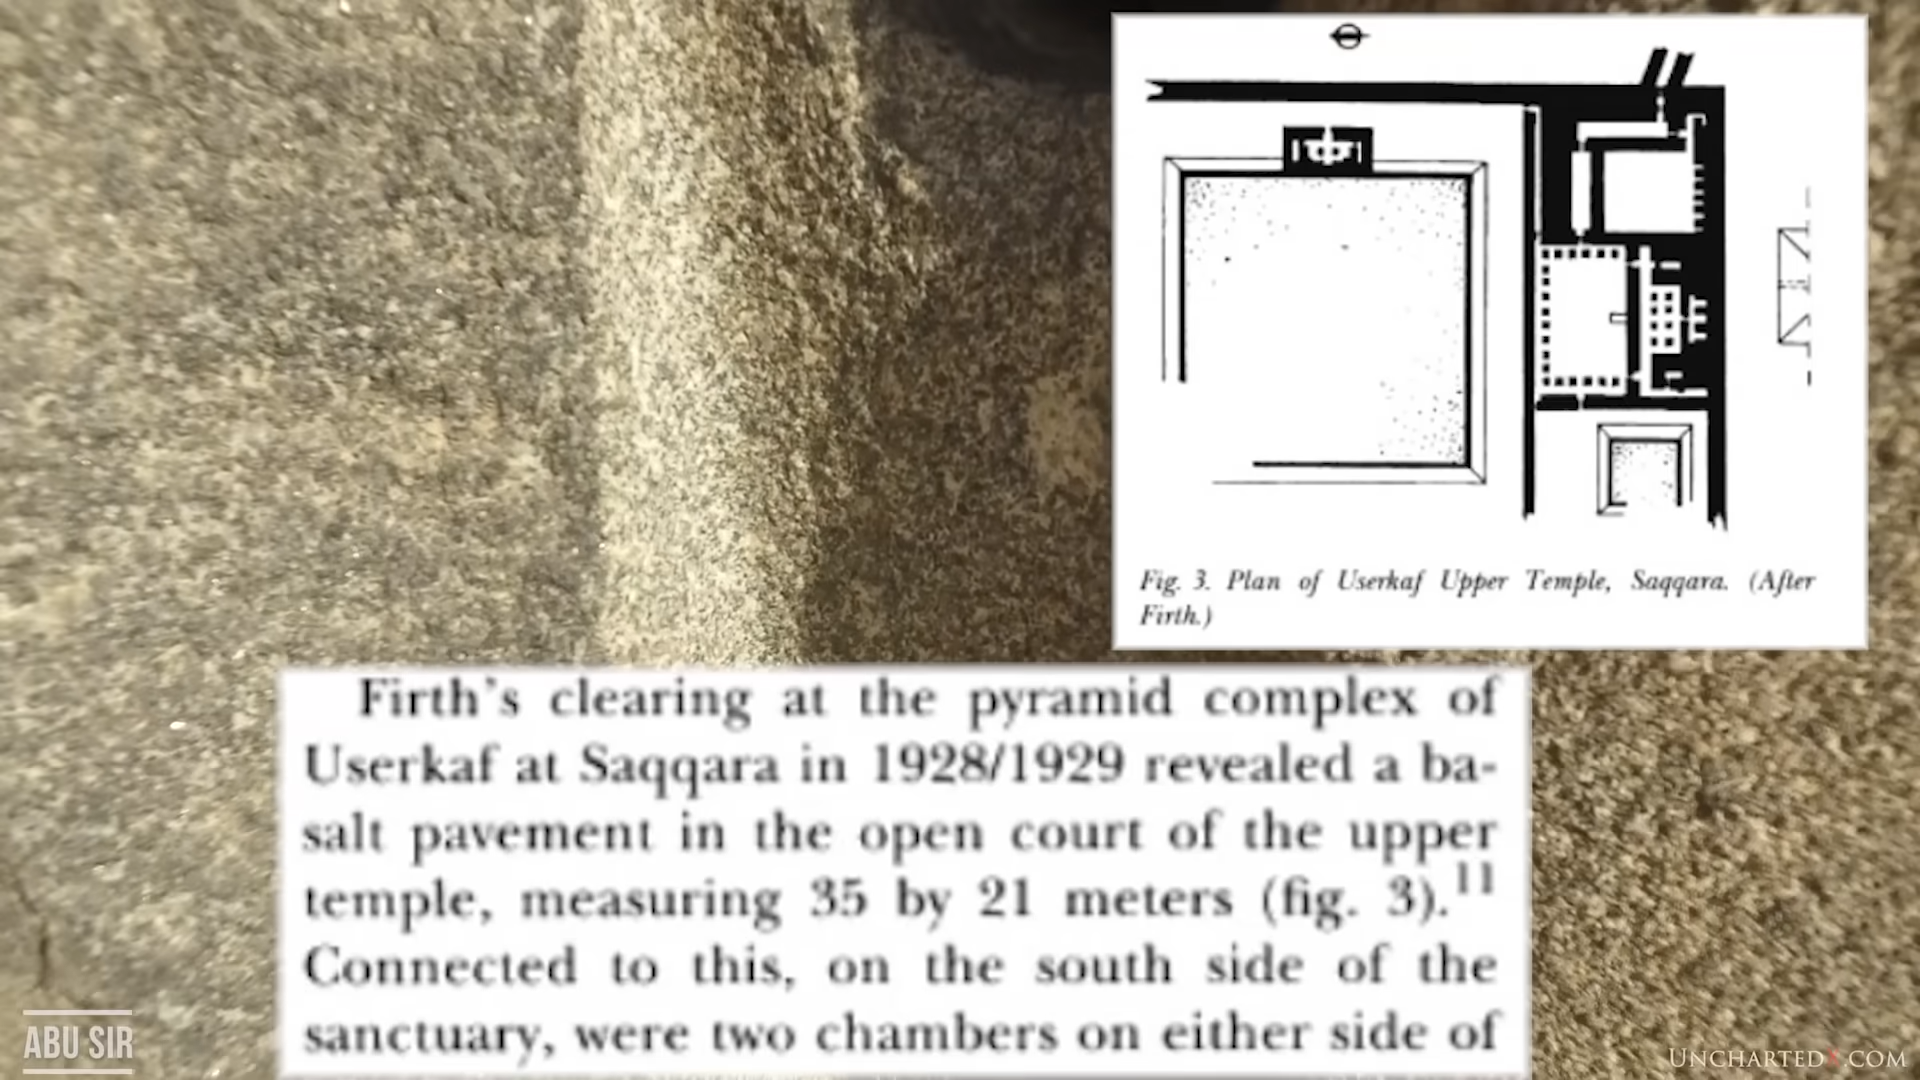 Fig. 3. Plan of Userkaf Upper Temple, Saqqara. (After
Firth.)
Firth's clearing at the pyramid complex of
Userkaf at Saqqara in 1928/1929 revealed a ba-
salt pavement in the open court of the upper
temple, measuring 35 by 21 meters (fig. 3).11
Connected to this, on the south side of the
sanctuary, were two chambers on either side of
ABU SIR
UNCHARTEDX.COM